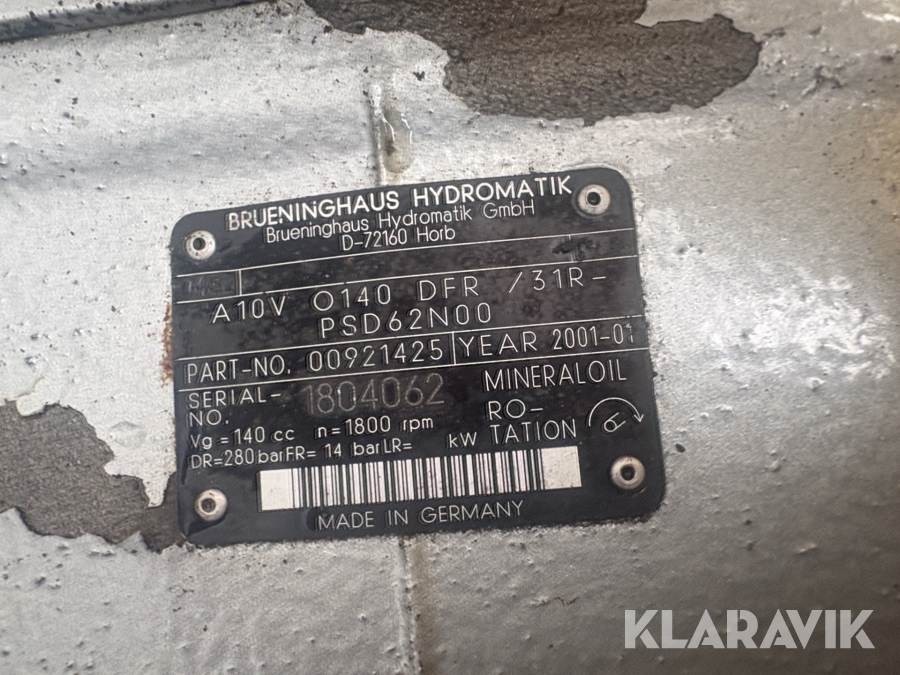 BRUENINGHAUS HYDROMATIK
Brueninghaus Hydromatik GmbH
D-72160 Horb
A10V O140 DFR /31R-
PSD62N00
PART-NO. 00921425 YEAR 2001-01
SERIAL-NO. 1804062 MINERALOIL
Vg = 140 cc n = 1800 rpm RO-TATION R
DR=280 bar FR= 14 bar LR= kW
MADE IN GERMANY
KLARAVIK